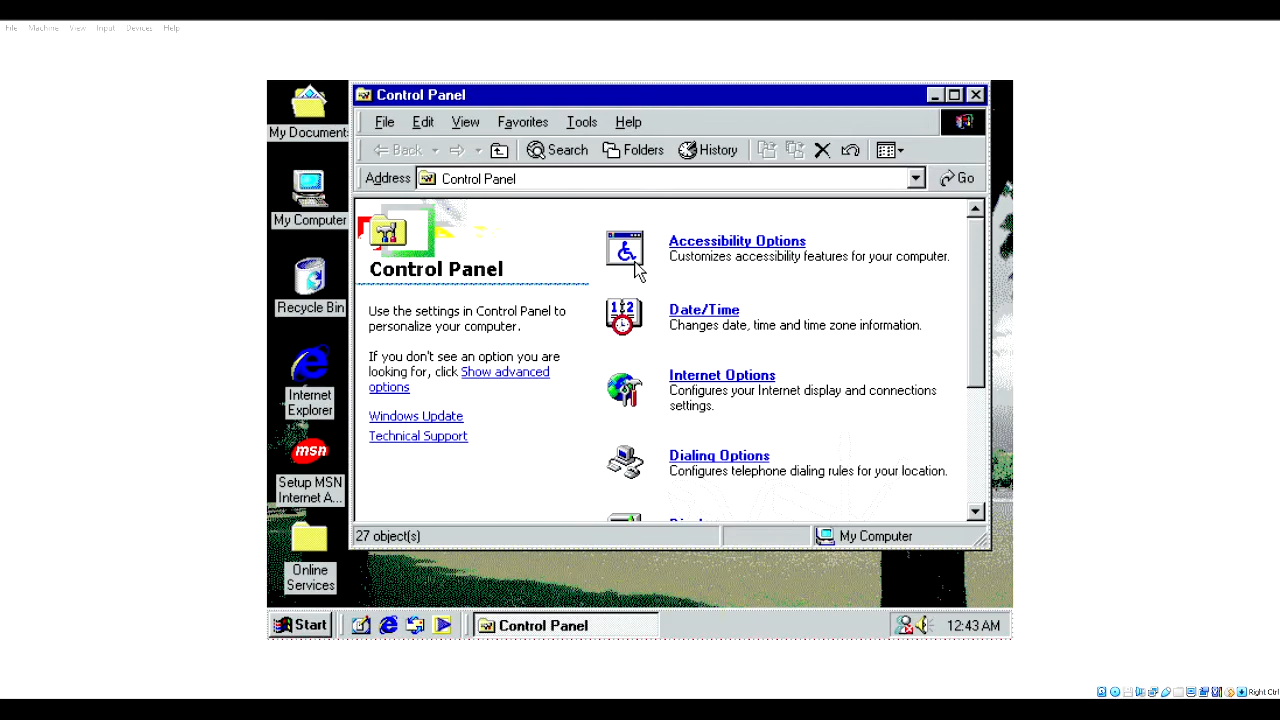 File Machine View Input Devices Help
My Document
My Computer
Recycle Bin
Internet
Explorer
msn
Setup MSN
Internet A...
Online
Services
Control Panel
File Edit View Favorites Tools Help
Back Search Folders History
Address Control Panel Go
Control Panel
Use the settings in Control Panel to
personalize your computer.
If you don't see an option you are
looking for, click Show advanced
options
Windows Update
Technical Support
Accessibility Options
Customizes accessibility features for your computer.
Date/Time
Changes date, time and time zone information.
Internet Options
Configures your Internet display and connections
settings.
Dialing Options
Configures telephone dialing rules for your location.
27 object(s) My Computer
Start Control Panel 12:43 AM
Right Ctrl